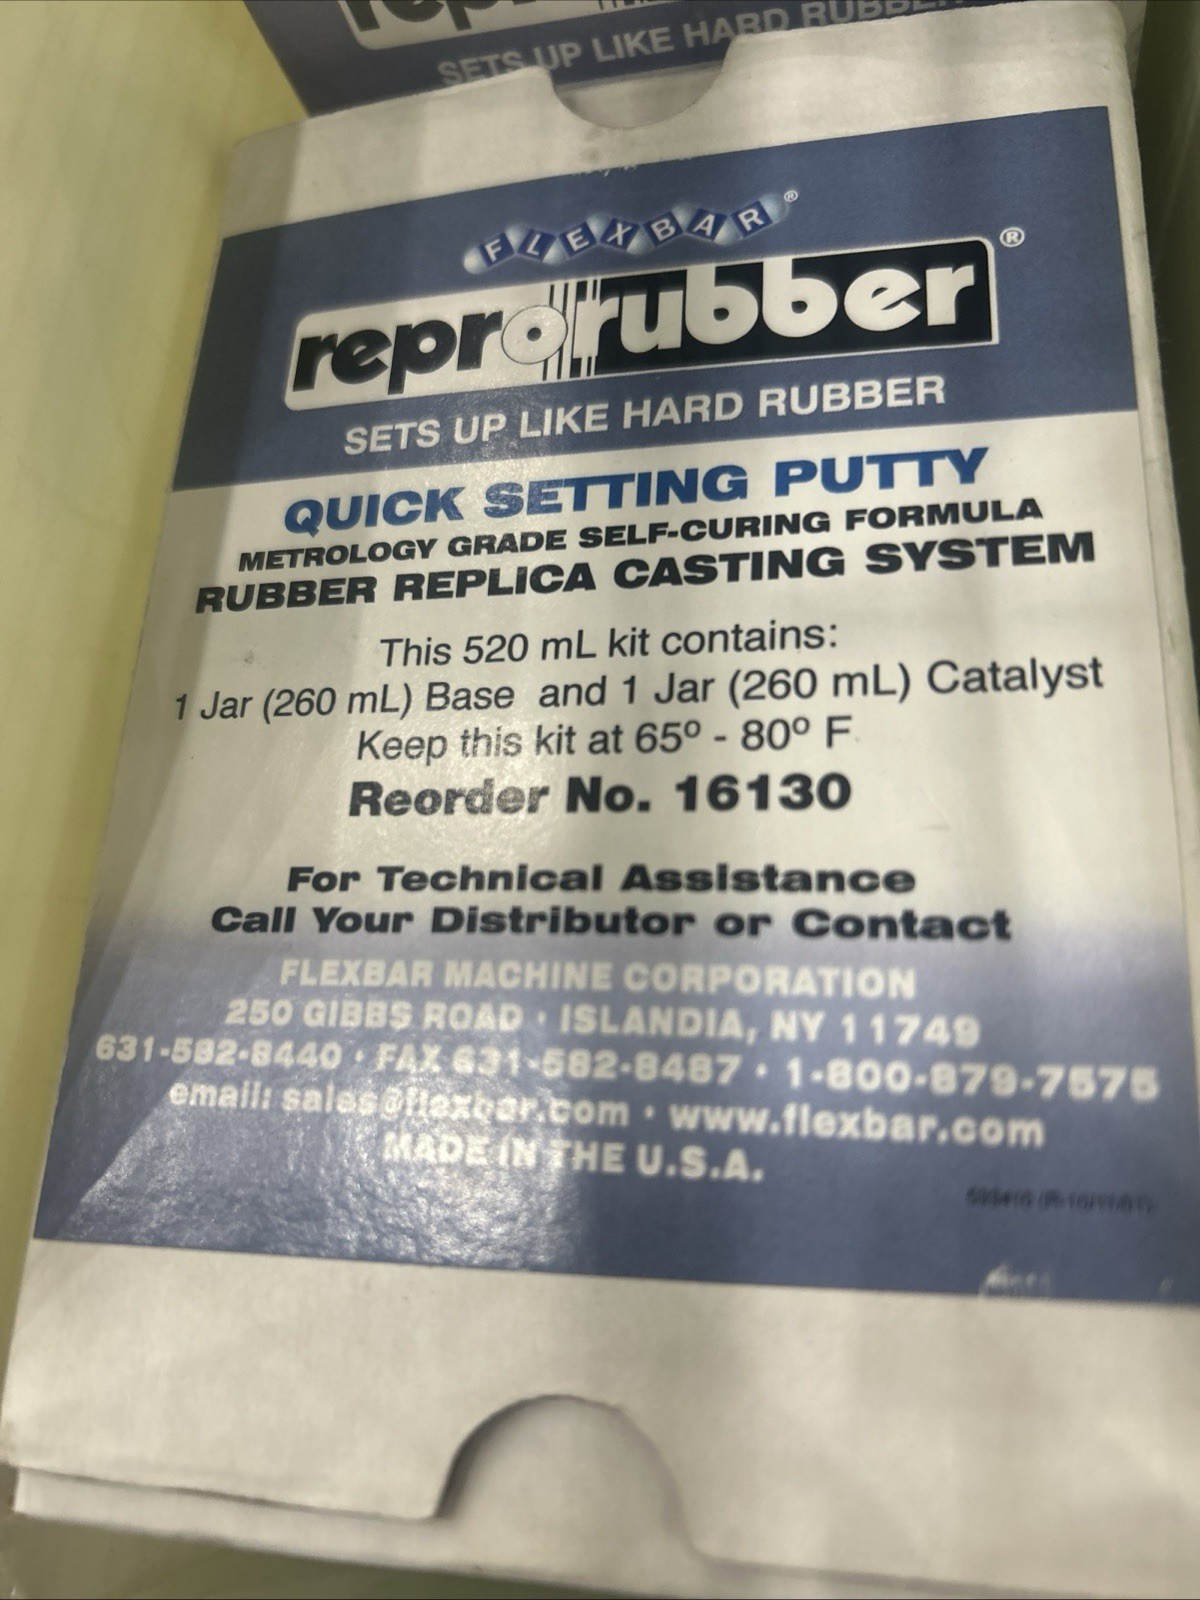 SETS UP LIKE HARD RUBBER
FLEXBAR®
reprorubber®
SETS UP LIKE HARD RUBBER
QUICK SETTING PUTTY
METROLOGY GRADE SELF-CURING FORMULA
RUBBER REPLICA CASTING SYSTEM
This 520 mL kit contains:
1 Jar (260 mL) Base and 1 Jar (260 mL) Catalyst
Keep this kit at 65º - 80º F
Reorder No. 16130
For Technical Assistance
Call Your Distributor or Contact
FLEXBAR MACHINE CORPORATION
250 GIBBS ROAD • ISLANDIA, NY 11749
631-582-8440 • FAX 631-582-8487 • 1-800-879-7575
email: sales@flexbar.com • www.flexbar.com
MADE IN THE U.S.A.